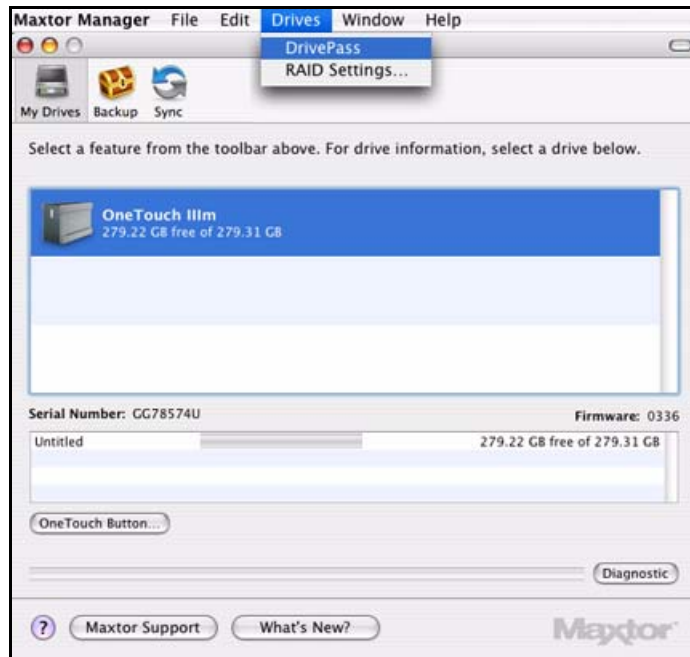 Maxtor Manager File Edit Drives Window Help
DrivePass
RAID Settings...
My Drives Backup Sync
Select a feature from the toolbar above. For drive information, select a drive below.
OneTouch IIIm
279.22 GB free of 279.31 GB
Serial Number: GG78574U Firmware: 0336
Untitled 279.22 GB free of 279.31 GB
OneTouch Button...
Diagnostic
? Maxtor Support What's New? Maxtor